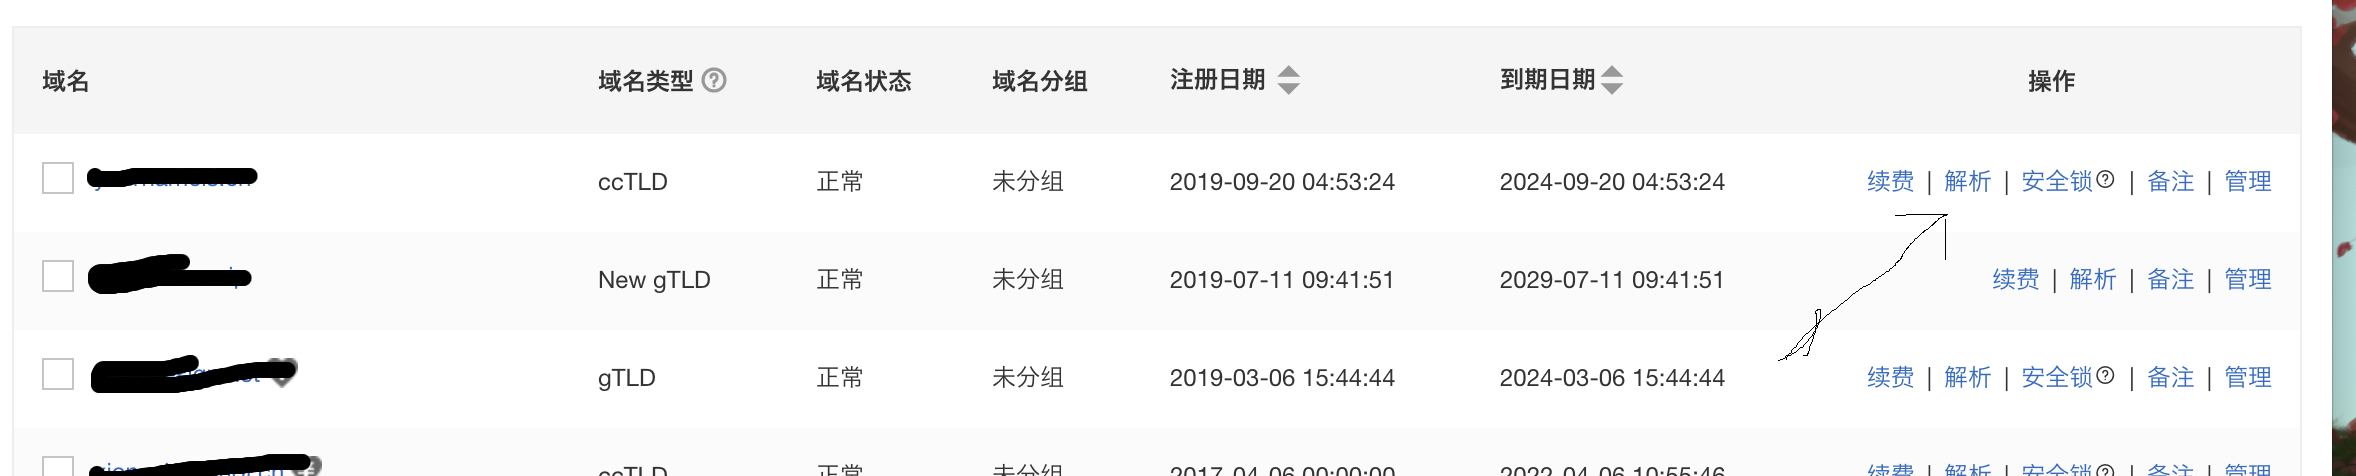 域名 域名类型 ? 域名状态 域名分组 注册日期 到期日期 操作
ccTLD 正常 未分组 2019-09-20 04:53:24 2024-09-20 04:53:24 续费 | 解析 | 安全锁? | 备注 | 管理
New gTLD 正常 未分组 2019-07-11 09:41:51 2029-07-11 09:41:51 续费 | 解析 | 备注 | 管理
gTLD 正常 未分组 2019-03-06 15:44:44 2024-03-06 15:44:44 续费 | 解析 | 安全锁? | 备注 | 管理
ccTLD 正常 未分组 2017-04-06 00:00:00 2022-04-06 10:55:46 续费 | 解析 | 安全锁? | 备注 | 管理